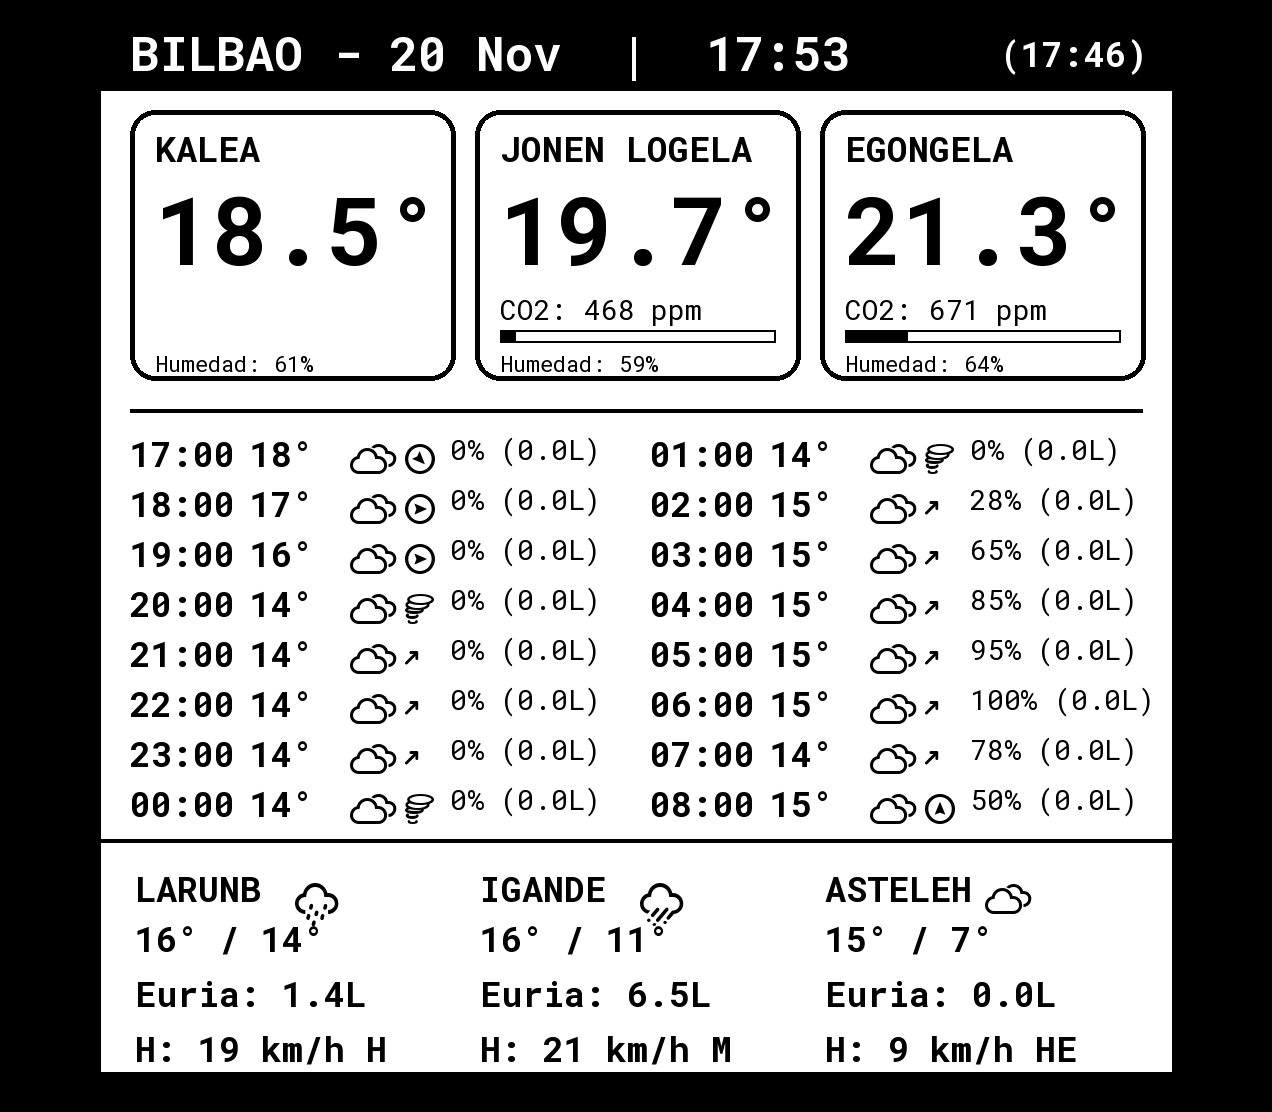 BILBAO - 20 Nov | 17:53 (17:46)
KALEA
18.5°
Humedad: 61%
JONEN LOGELA
19.7°
CO2: 468 ppm
Humedad: 59%
EGONGELA
21.3°
CO2: 671 ppm
Humedad: 64%
17:00 18° 0% (0.0L)
18:00 17° 0% (0.0L)
19:00 16° 0% (0.0L)
20:00 14° 0% (0.0L)
21:00 14° 0% (0.0L)
22:00 14° 0% (0.0L)
23:00 14° 0% (0.0L)
00:00 14° 0% (0.0L)
01:00 14° 0% (0.0L)
02:00 15° 28% (0.0L)
03:00 15° 65% (0.0L)
04:00 15° 85% (0.0L)
05:00 15° 95% (0.0L)
06:00 15° 100% (0.0L)
07:00 14° 78% (0.0L)
08:00 15° 50% (0.0L)
LARUNB
16° / 14°
Euria: 1.4L
H: 19 km/h H
IGANDE
16° / 11°
Euria: 6.5L
H: 21 km/h M
ASTELEH
15° / 7°
Euria: 0.0L
H: 9 km/h HE